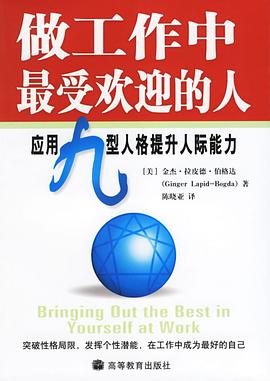 做工作中
最受欢迎的人
应用九型人格提升人际能力
[美] 金杰·拉皮德-伯格达
(Ginger Lapid-Bogda) 著
陈晓亚 译
Bringing Out the Best in
Yourself at Work
突破性格局限，发挥个性潜能，在工作中成为最好的自己
高等教育出版社